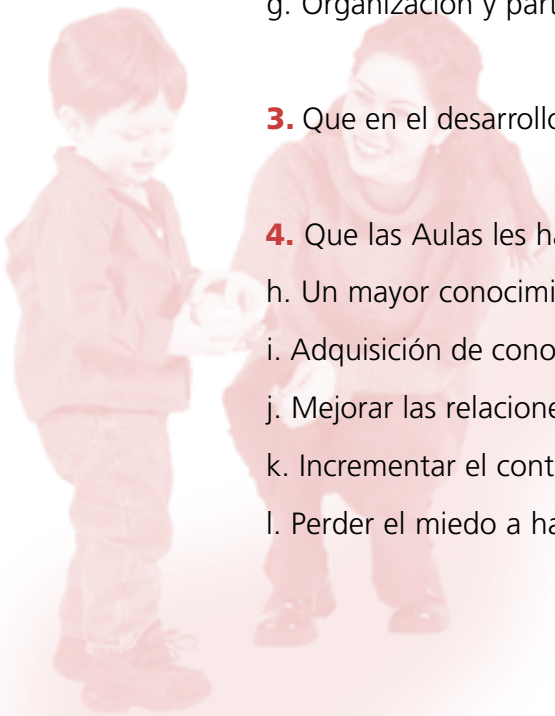 g. Organización y part
3. Que en el desarrollo
4. Que las Aulas les ha
h. Un mayor conocimi
i. Adquisición de cono
j. Mejorar las relacione
k. Incrementar el cont
l. Perder el miedo a ha